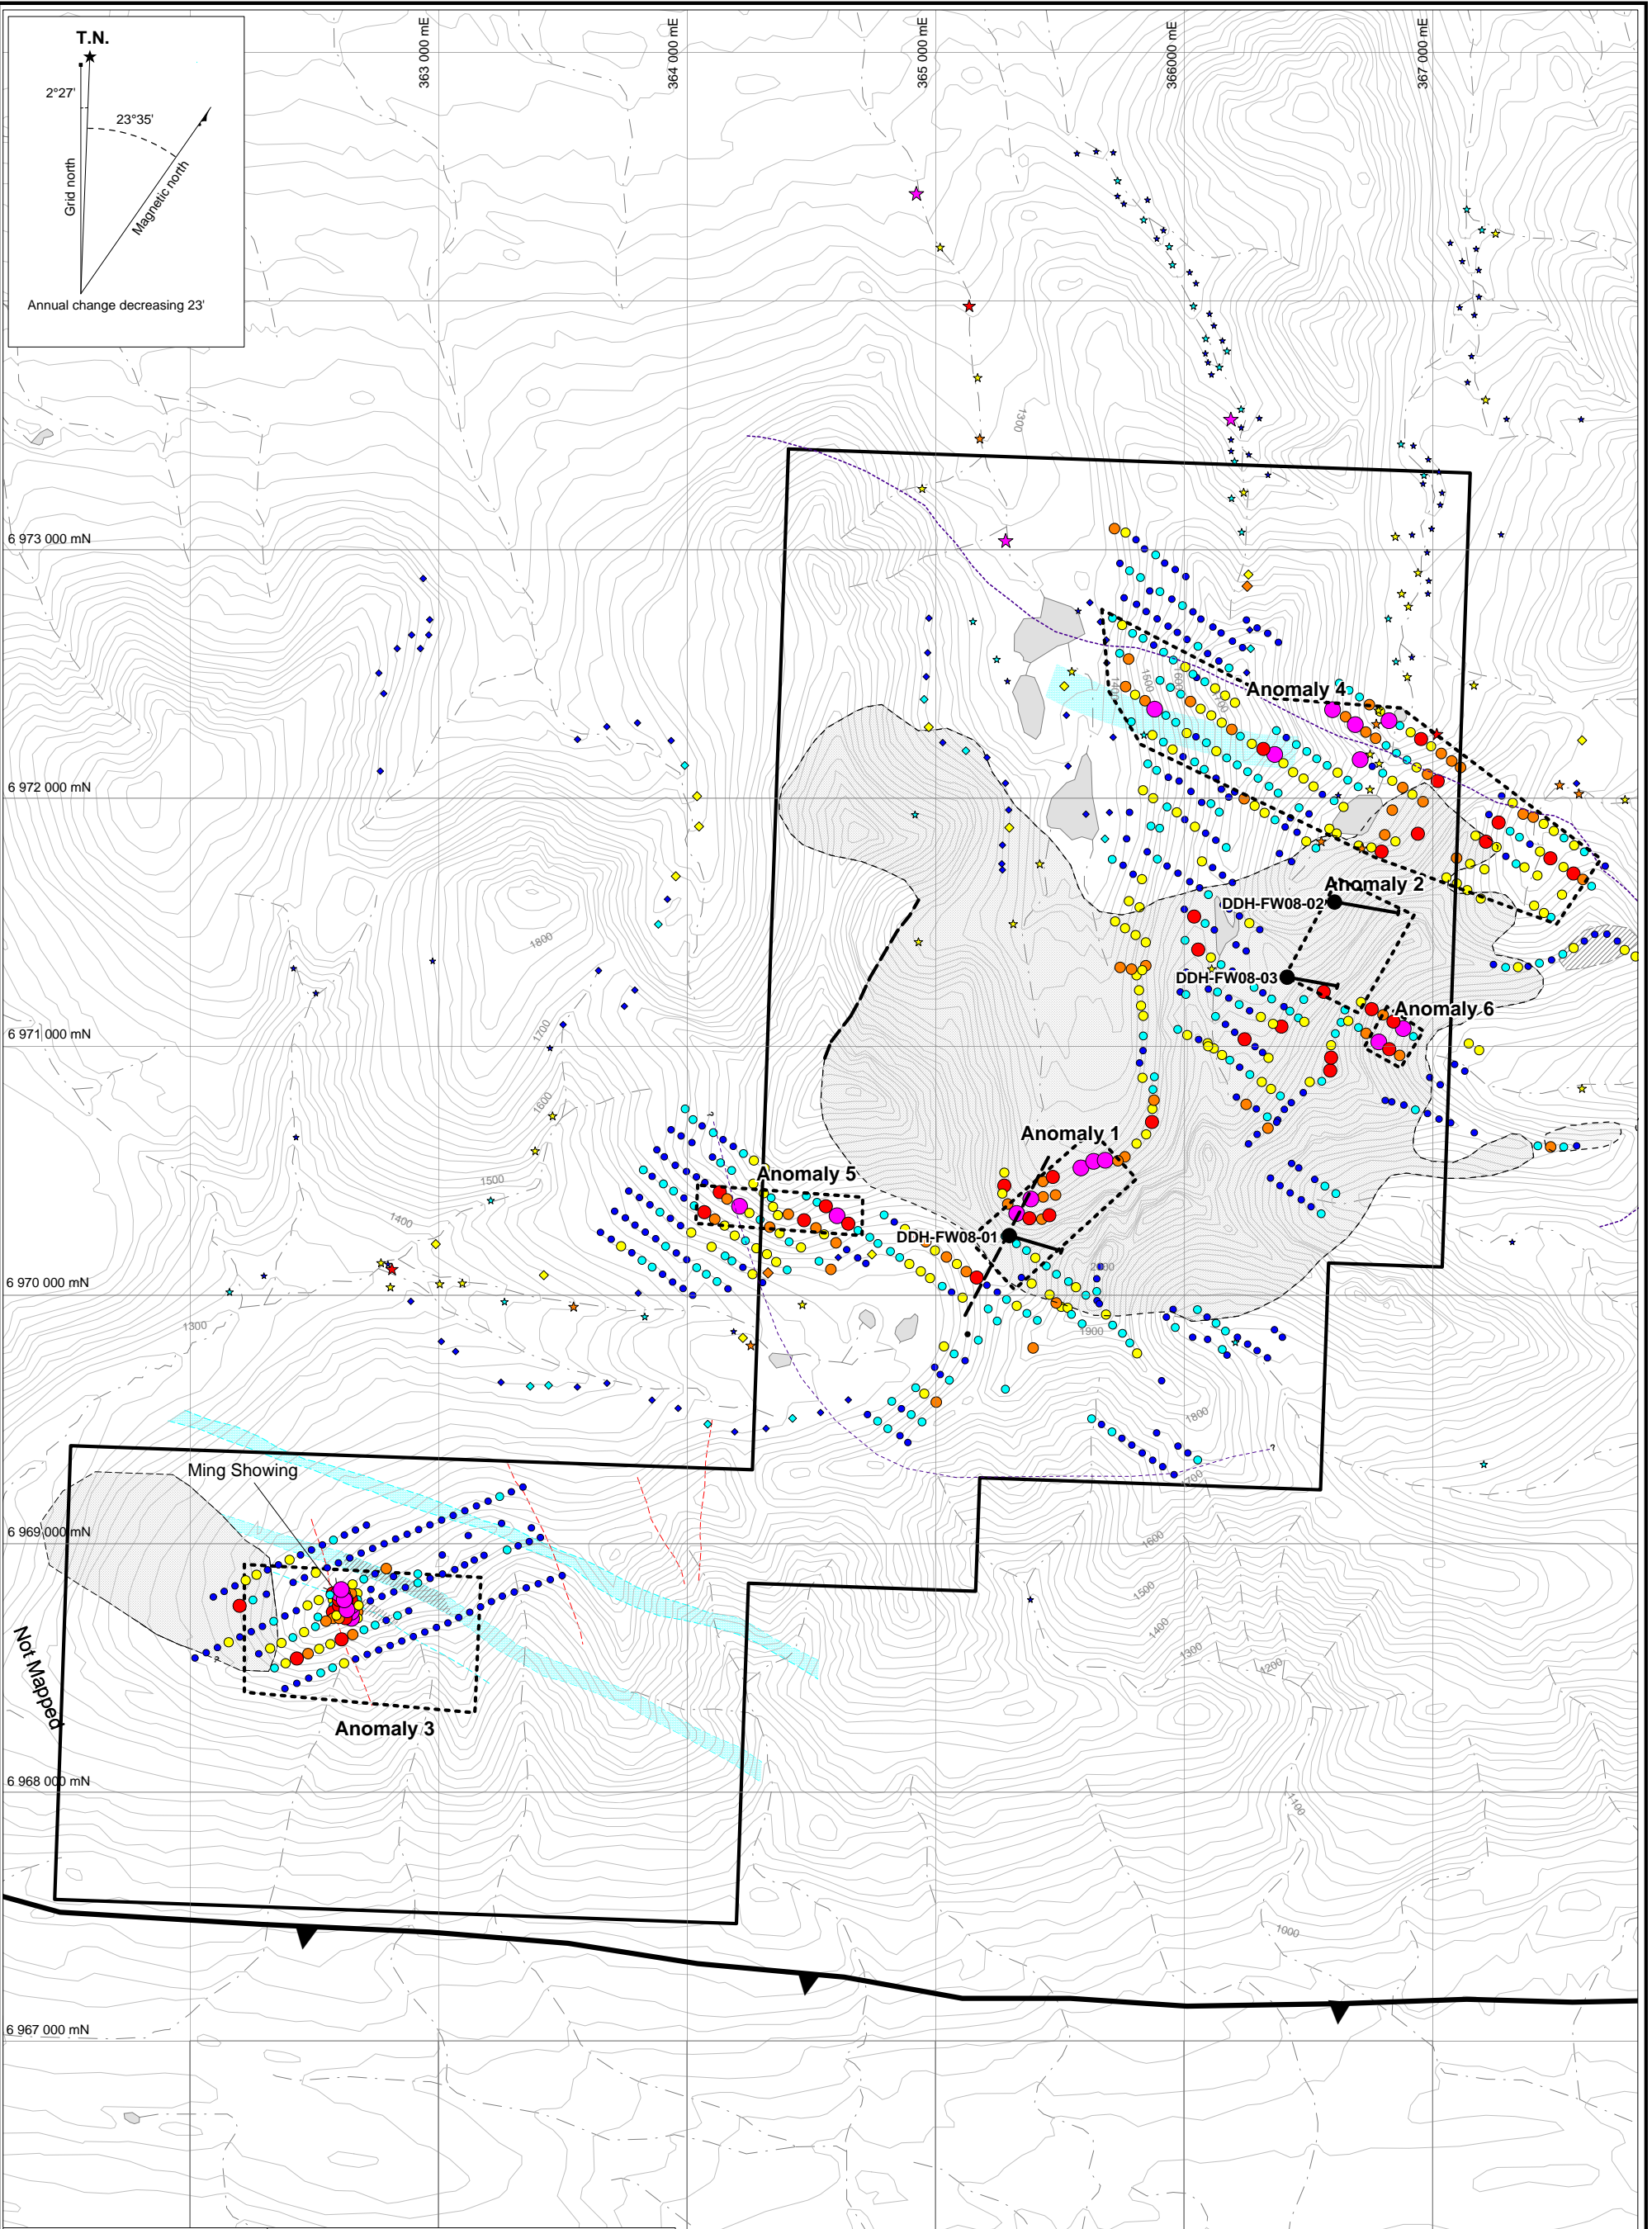 T.N.
2°27'
23°35'
Grid north
Magnetic north
Annual change decreasing 23'
363 000 mE
364 000 mE
365 000 mE
366000 mE
367 000 mE
1300
6 973 000 mN
Anomaly 4
1400
1500
6 972 000 mN
Anomaly 2
DDH-FW08-02
1800
DDH-FW08-03
Anomaly 6
1700
6 971 000 mN
1600
?
Anomaly 1
Anomaly 5
1500
1400
DDH-FW08-01
2000
6 970 000 mN
1300
1900
1800
?
1700
Ming Showing
6 969 000 mN
1600
1500
1400
1300
1200
?
Not Mapped
Anomaly 3
6 968 000 mN
1100
1000
6 967 000 mN